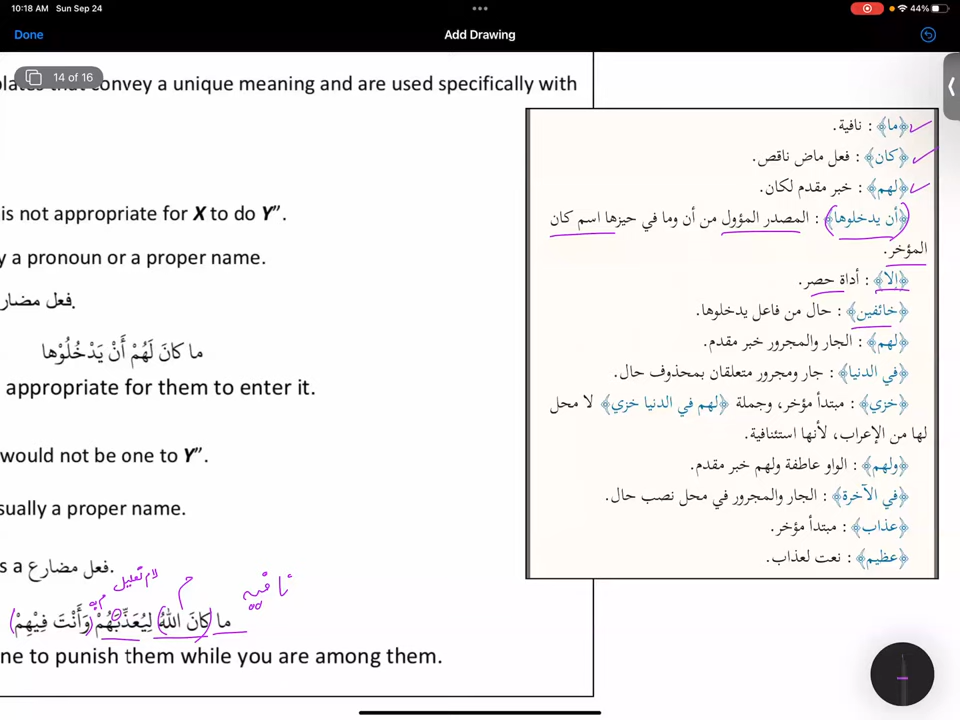 10:18 AM Sun Sep 24
44%
Done
Add Drawing
14 of 16
convey a unique meaning and are used specifically with
is not appropriate for X to do Y”.
y a pronoun or a proper name.
فعل مضارع.
ما كانَ لَهُمْ أَنْ يَدْخُلُوْها
appropriate for them to enter it.
would not be one to Y”.
sually a proper name.
s a فعل مضارع.
نافية
م
لام تعليل
ما كانَ اللهُ لِيُعَذِّبَهُمْ وَأَنْتَ فِيْهِمْ
ne to punish them while you are among them.
﴿ما﴾ : نافية.
﴿كان﴾ : فعل ماض ناقص.
﴿لهم﴾ : خبر مقدم لكان.
﴿أن يدخلوها﴾ : المصدر المؤول من أن وما في حيزها اسم كان
المؤخر.
﴿إلا﴾ : أداة حصر.
﴿خائفين﴾ : حال من فاعل يدخلوها.
﴿لهم﴾ : الجار والمجرور خبر مقدم.
﴿في الدنيا﴾ : جار ومجرور متعلقان بمحذوف حال.
﴿خزي﴾ : مبتدأ مؤخر، وجملة ﴿لهم في الدنيا خزي﴾ لا محل
لها من الإعراب، لأنها استئنافية.
﴿ولهم﴾ : الواو عاطفة ولهم خبر مقدم.
﴿في الآخرة﴾ : الجار والمجرور في محل نصب حال.
﴿عذاب﴾ : مبتدأ مؤخر.
﴿عظيم﴾ : نعت لعذاب.